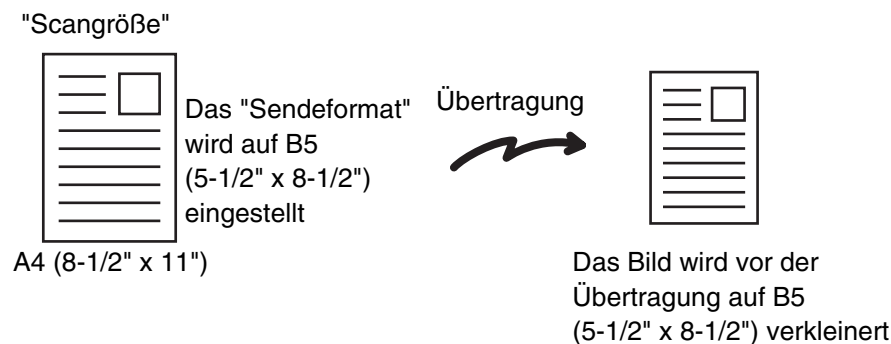 "Scangröße"
Das "Sendeformat"
wird auf B5
(5-1/2" x 8-1/2")
eingestellt
A4 (8-1/2" x 11")
Übertragung
Das Bild wird vor der
Übertragung auf B5
(5-1/2" x 8-1/2") verkleinert